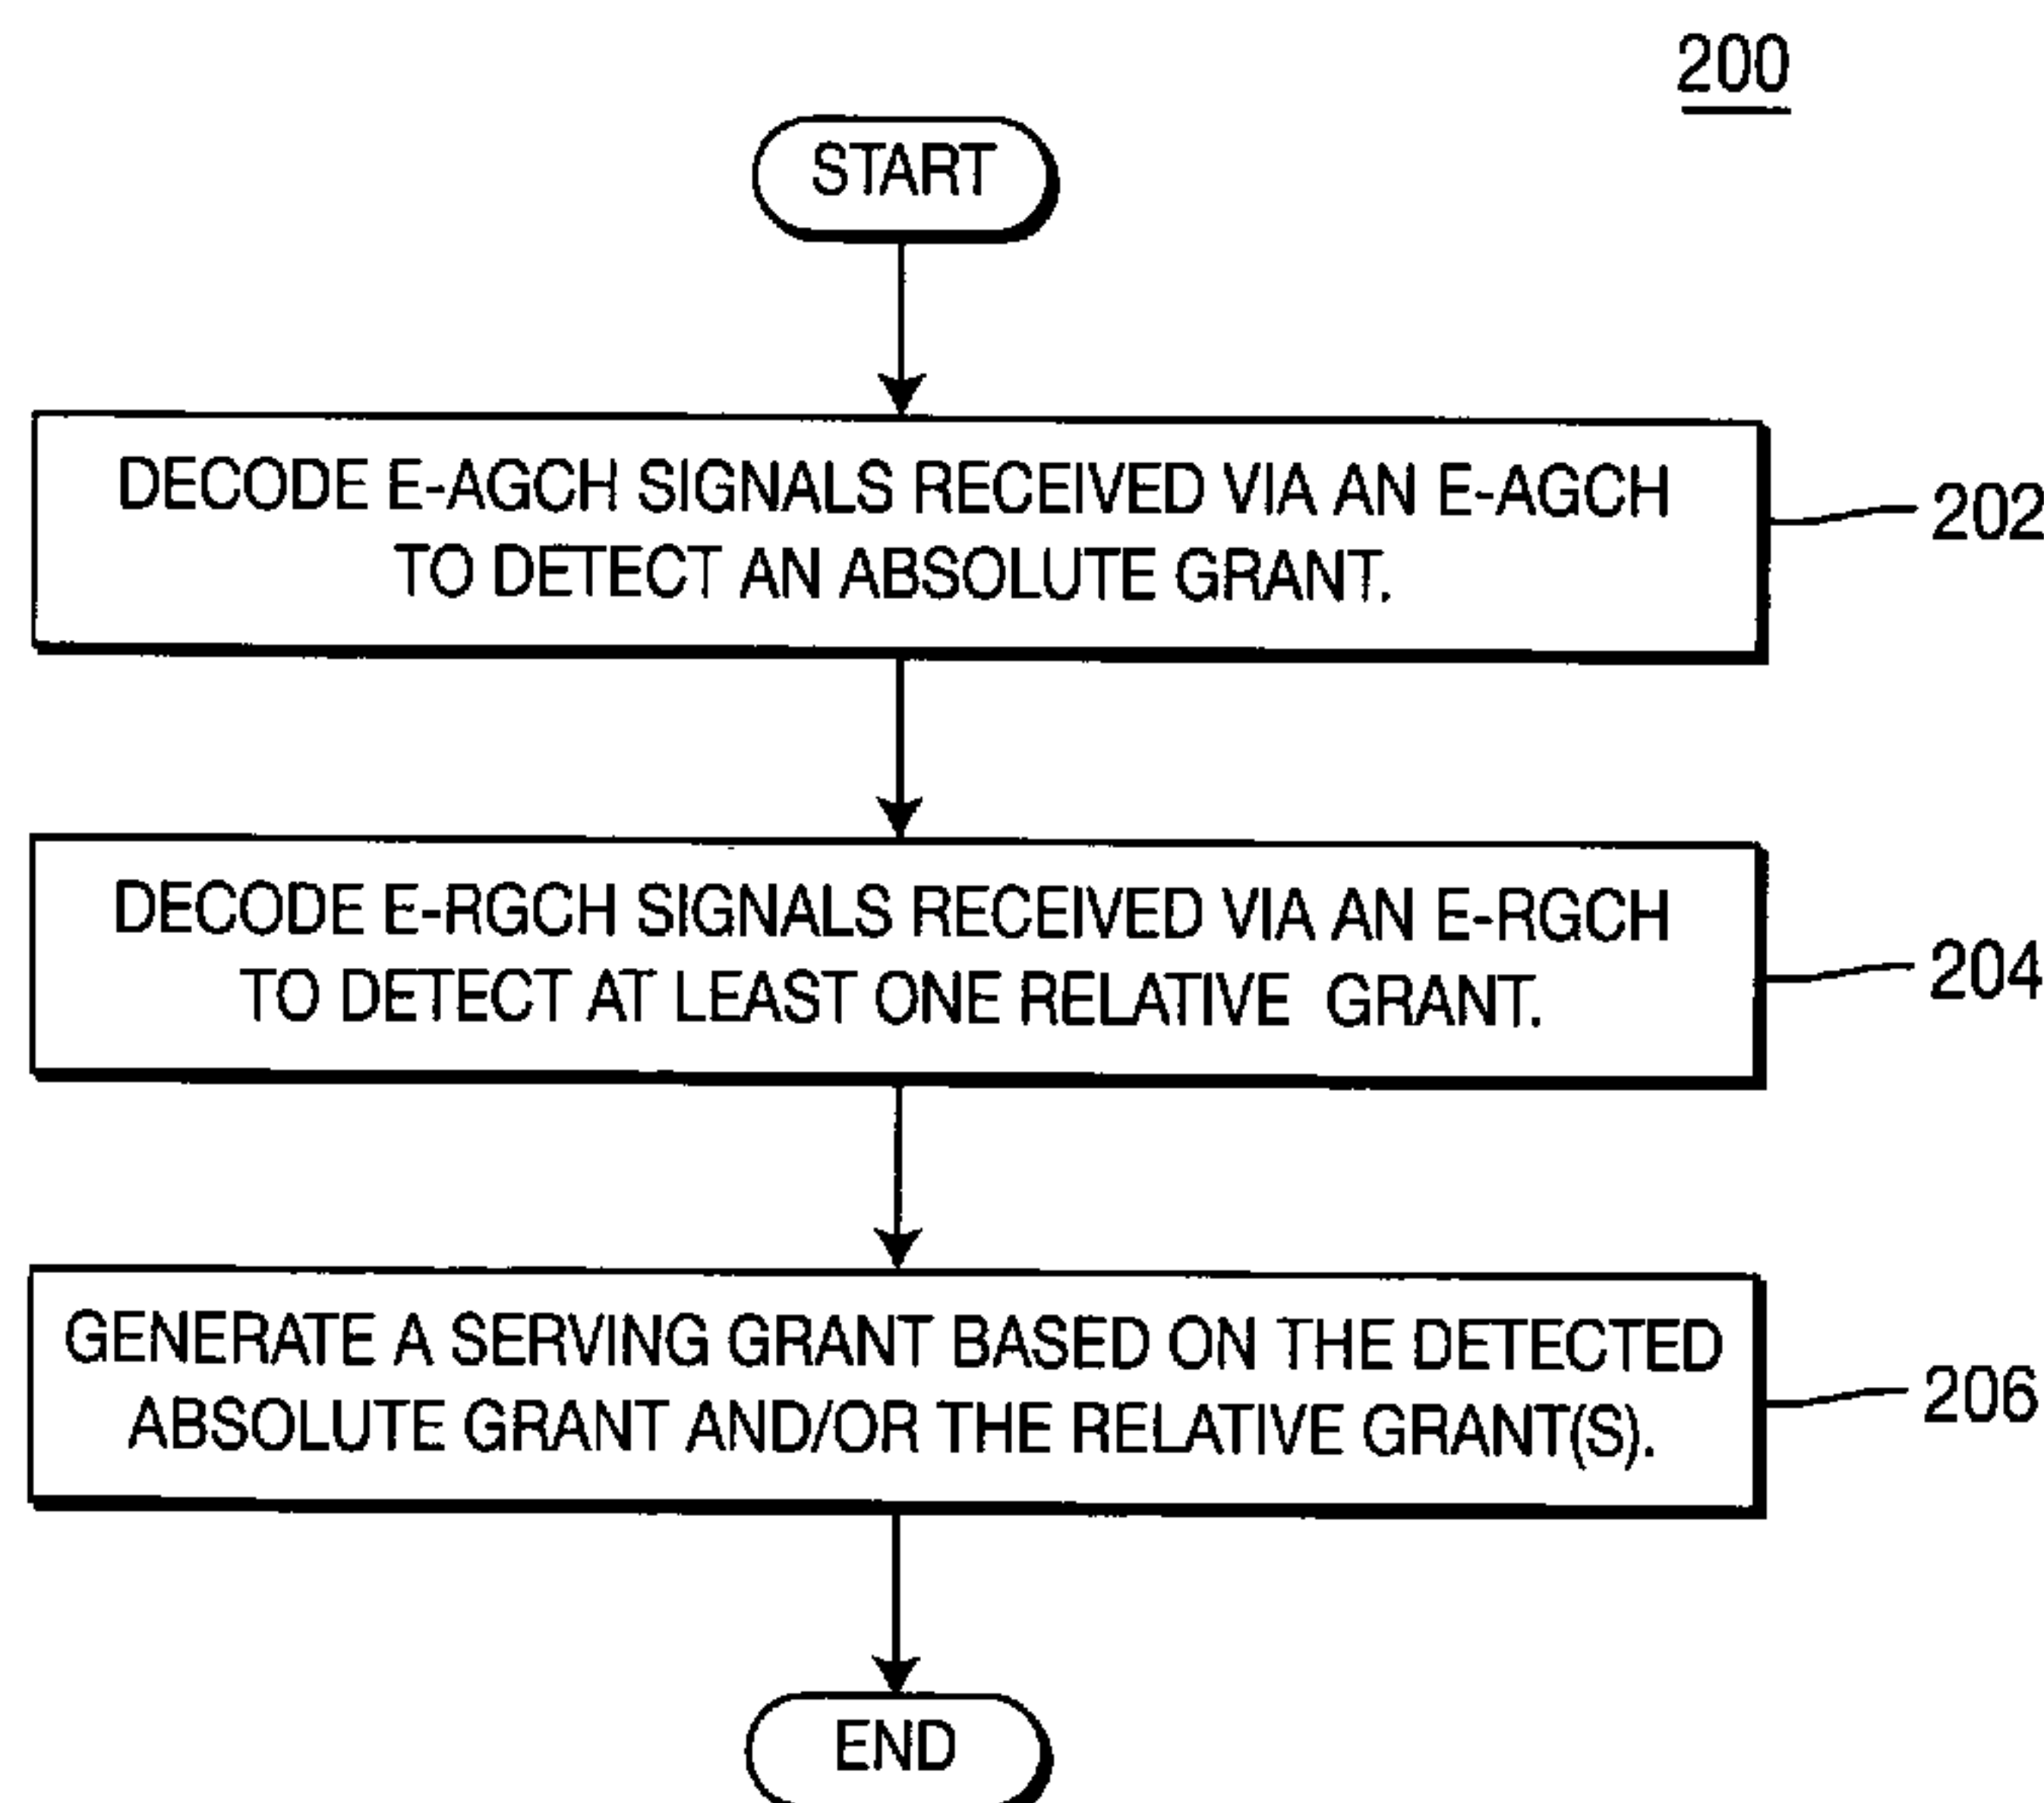 200
START
DECODE E-AGCH SIGNALS RECEIVED VIA AN E-AGCH
TO DETECT AN ABSOLUTE GRANT.
202
DECODE E-RGCH SIGNALS RECEIVED VIA AN E-RGCH
TO DETECT AT LEAST ONE RELATIVE GRANT.
204
GENERATE A SERVING GRANT BASED ON THE DETECTED
ABSOLUTE GRANT AND/OR THE RELATIVE GRANT(S).
206
END